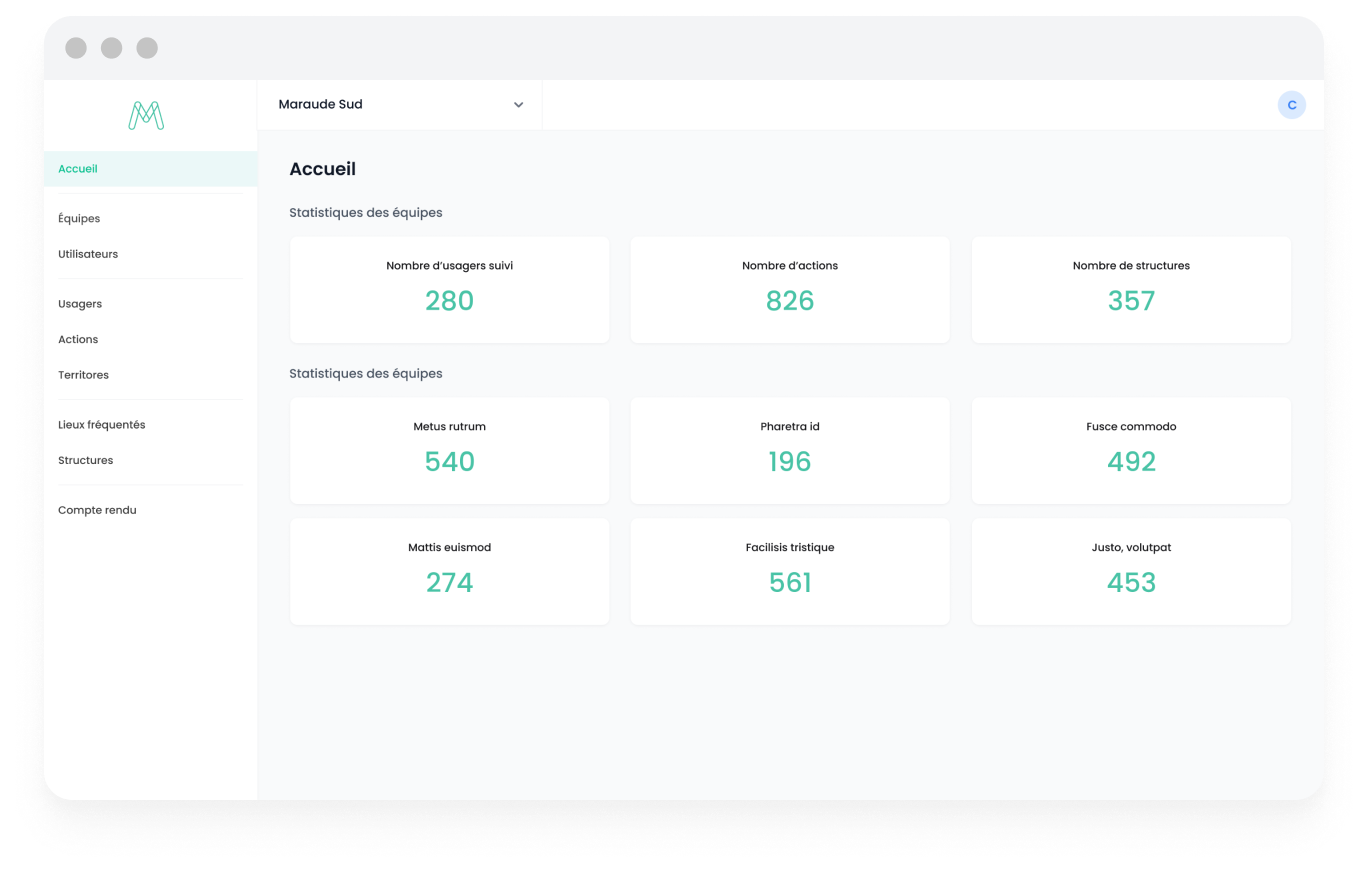 Maraude Sud
C
Accueil
Équipes
Utilisateurs
Usagers
Actions
Territores
Lieux fréquentés
Structures
Compte rendu
Accueil
Statistiques des équipes
Nombre d’usagers suivi
280
Nombre d’actions
826
Nombre de structures
357
Statistiques des équipes
Metus rutrum
540
Pharetra id
196
Fusce commodo
492
Mattis euismod
274
Facilisis tristique
561
Justo, volutpat
453